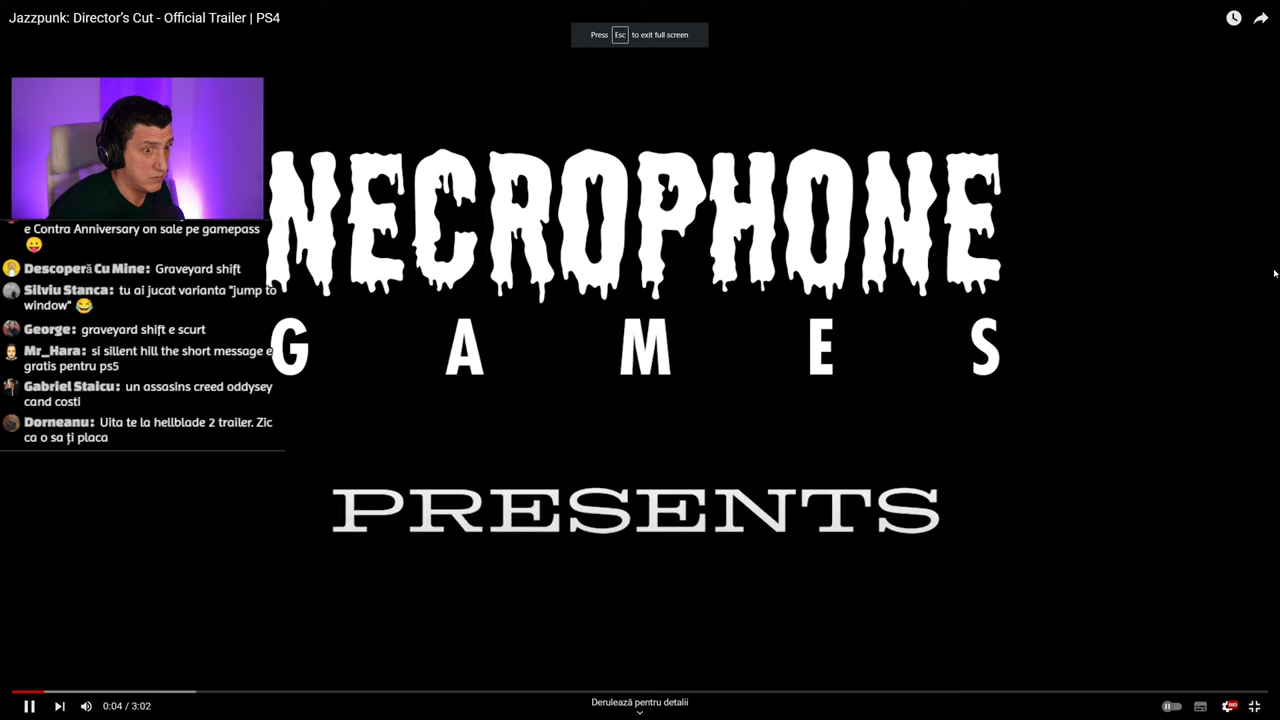 Jazzpunk: Director's Cut - Official Trailer | PS4
Press Esc to exit full screen
NECROPHONE
GAMES
PRESENTS
e Contra Anniversary on sale pe gamepass
😛
Descoperă Cu Mine: Graveyard shift
Silviu Stanca: tu ai jucat varianta "jump to
window" 😂
George: graveyard shift e scurt
Mr_Hara: si sillent hill the short message e
gratis pentru ps5
Gabriel Staicu: un assasins creed oddysey
cand costi
Dorneanu: Uita te la hellblade 2 trailer. Zic
ca o sa ți placa
0:04 / 3:02
Derulează pentru detalii
HD